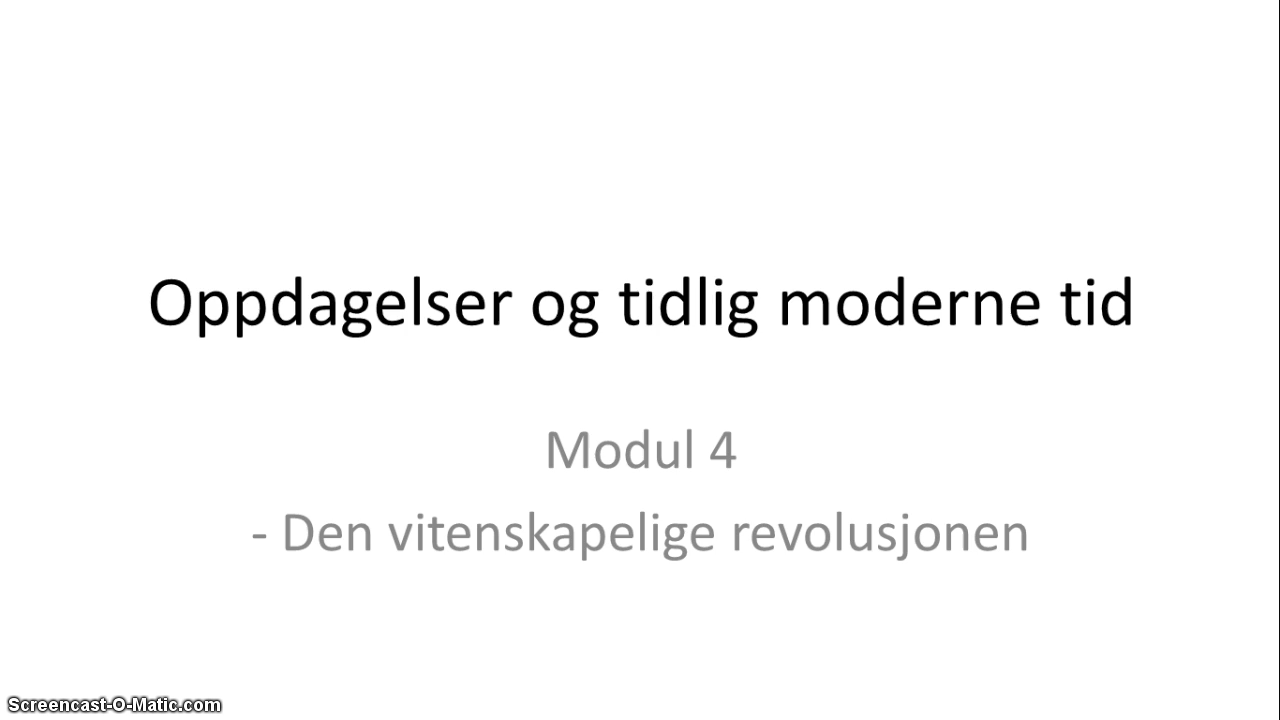 Oppdagelser og tidlig moderne tid
Modul 4
- Den vitenskapelige revolusjonen
Screencast-O-Matic.com